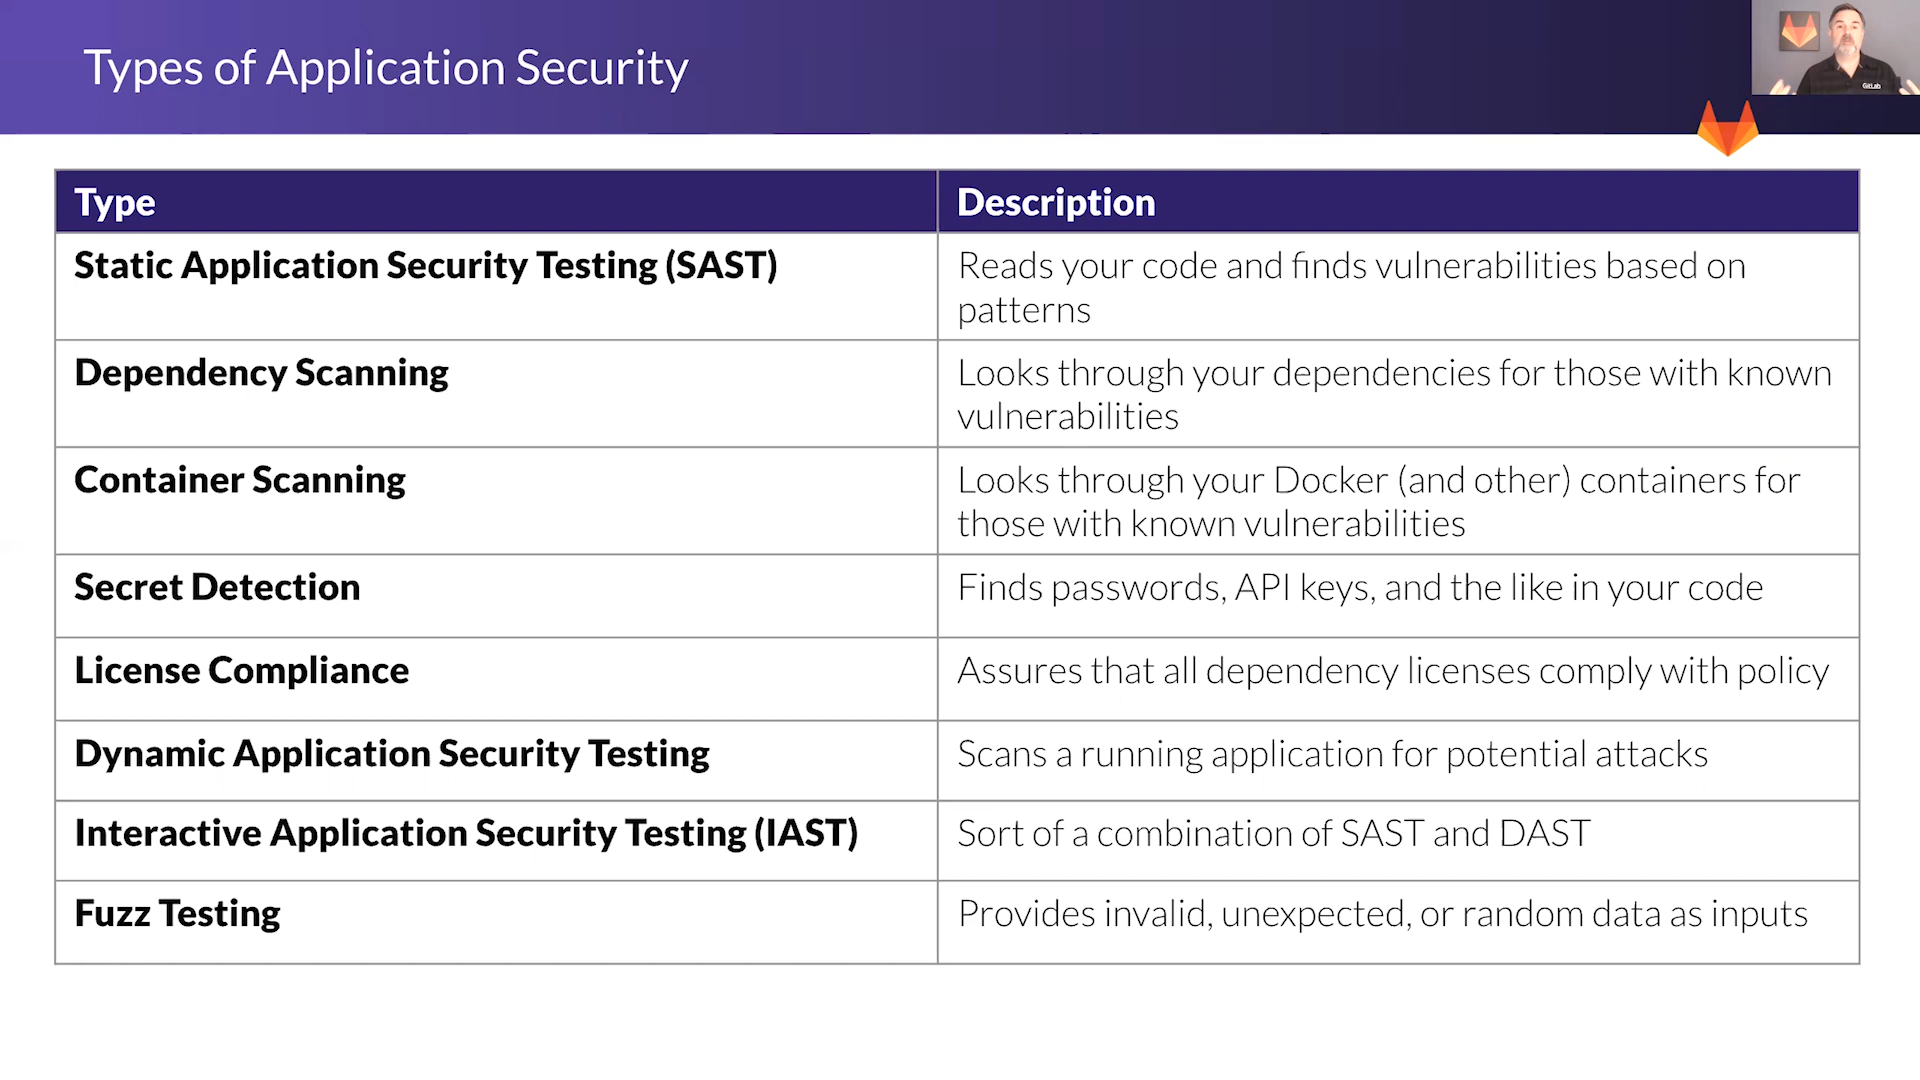 Types of Application Security
GitLab
Type
Description
Static Application Security Testing (SAST)
Reads your code and finds vulnerabilities based on
patterns
Dependency Scanning
Looks through your dependencies for those with known
vulnerabilities
Container Scanning
Looks through your Docker (and other) containers for
those with known vulnerabilities
Secret Detection
Finds passwords, API keys, and the like in your code
License Compliance
Assures that all dependency licenses comply with policy
Dynamic Application Security Testing
Scans a running application for potential attacks
Interactive Application Security Testing (IAST)
Sort of a combination of SAST and DAST
Fuzz Testing
Provides invalid, unexpected, or random data as inputs